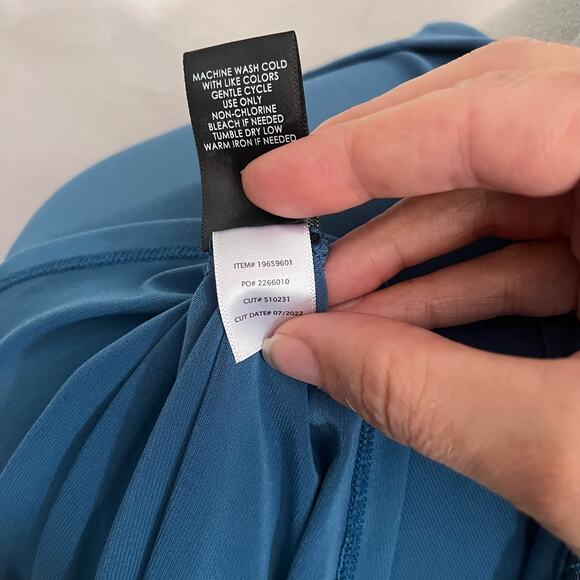 MACHINE WASH COLD
WITH LIKE COLORS
GENTLE CYCLE
USE ONLY
NON-CHLORINE
BLEACH IF NEEDED
TUMBLE DRY LOW
WARM IRON IF NEEDED
ITEM# 19659601
PO# 2266010
CUT# 510231
CUT DATE# 07/2022